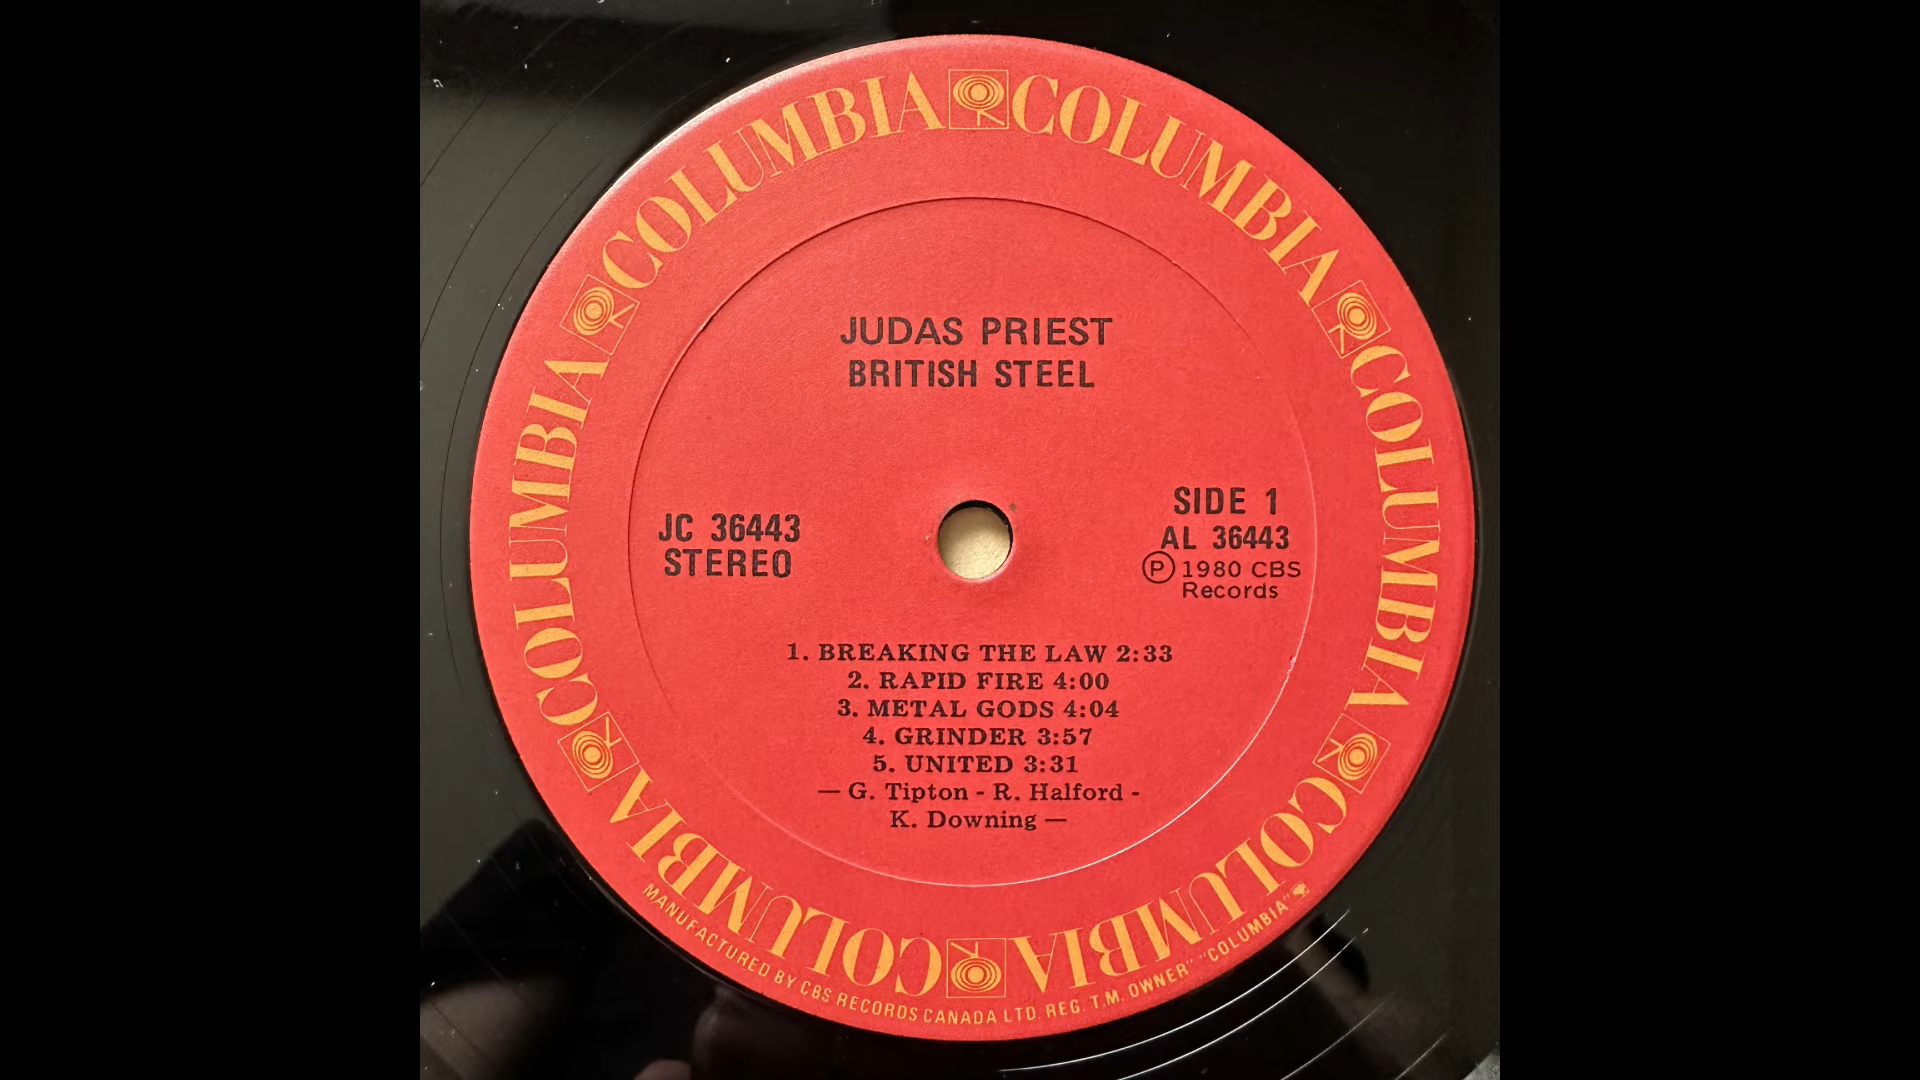 COLUMBIA COLUMBIA COLUMBIA COLUMBIA COLUMBIA COLUMBIA
JUDAS PRIEST
BRITISH STEEL
JC 36443
STEREO
SIDE 1
AL 36443
Ⓟ 1980 CBS
Records
1. BREAKING THE LAW 2:33
2. RAPID FIRE 4:00
3. METAL GODS 4:04
4. GRINDER 3:57
5. UNITED 3:31
— G. Tipton - R. Halford -
K. Downing —
MANUFACTURED BY CBS RECORDS CANADA LTD. REG. T.M. OWNER" "COLUMBIA"